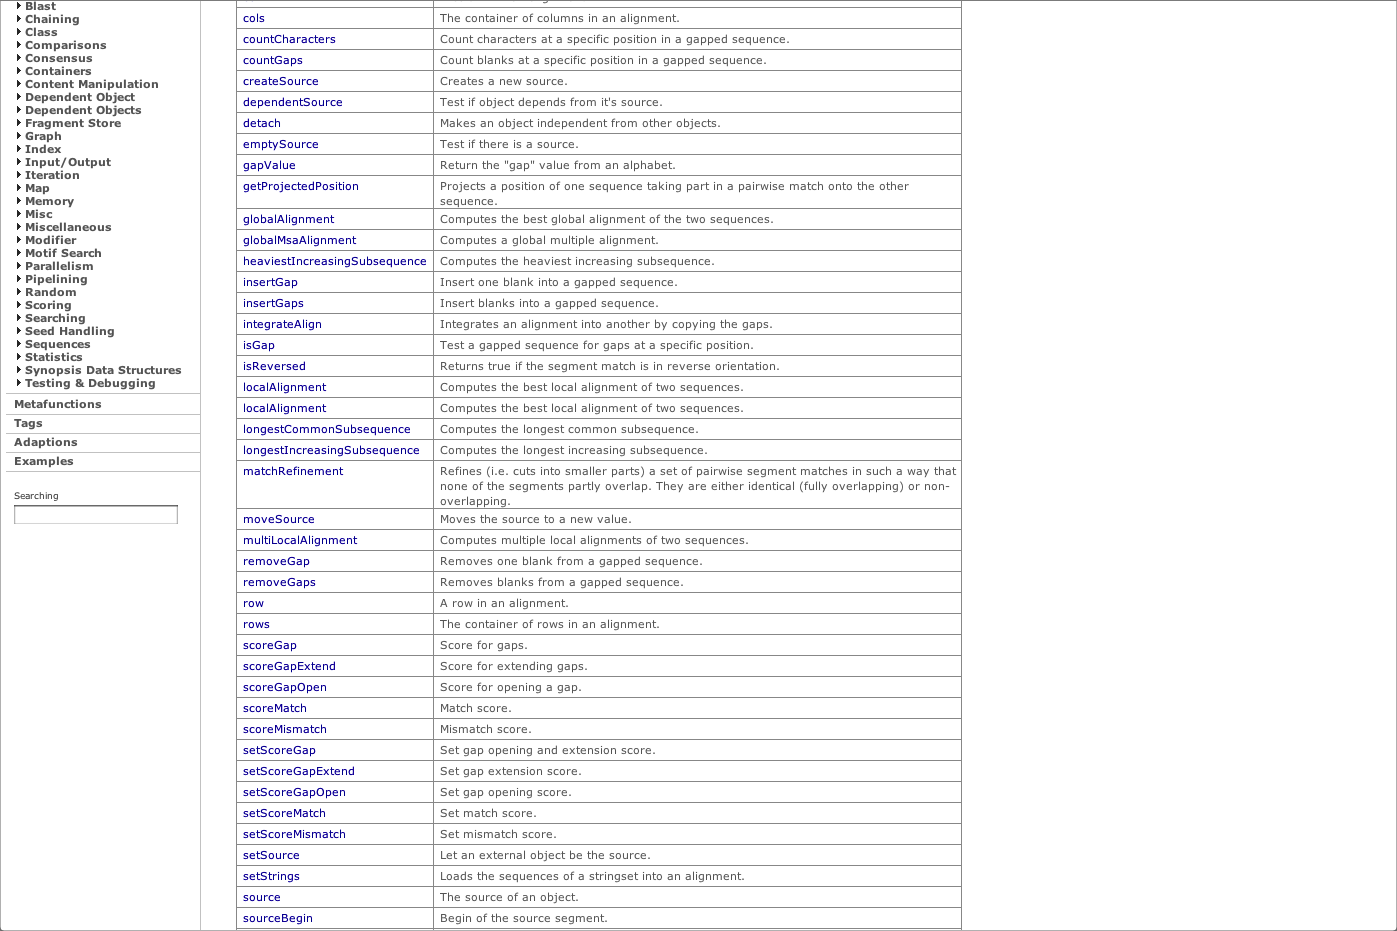 Blast
Chaining
Class
Comparisons
Consensus
Containers
Content Manipulation
Dependent Object
Dependent Objects
Fragment Store
Graph
Index
Input/Output
Iteration
Map
Memory
Misc
Miscellaneous
Modifier
Motif Search
Parallelism
Pipelining
Random
Scoring
Searching
Seed Handling
Sequences
Statistics
Synopsis Data Structures
Testing & Debugging
Metafunctions
Tags
Adaptions
Examples
Searching
cols The container of columns in an alignment.
countCharacters Count characters at a specific position in a gapped sequence.
countGaps Count blanks at a specific position in a gapped sequence.
createSource Creates a new source.
dependentSource Test if object depends from it's source.
detach Makes an object independent from other objects.
emptySource Test if there is a source.
gapValue Return the "gap" value from an alphabet.
getProjectedPosition Projects a position of one sequence taking part in a pairwise match onto the other
sequence.
globalAlignment Computes the best global alignment of the two sequences.
globalMsaAlignment Computes a global multiple alignment.
heaviestIncreasingSubsequence Computes the heaviest increasing subsequence.
insertGap Insert one blank into a gapped sequence.
insertGaps Insert blanks into a gapped sequence.
integrateAlign Integrates an alignment into another by copying the gaps.
isGap Test a gapped sequence for gaps at a specific position.
isReversed Returns true if the segment match is in reverse orientation.
localAlignment Computes the best local alignment of two sequences.
localAlignment Computes the best local alignment of two sequences.
longestCommonSubsequence Computes the longest common subsequence.
longestIncreasingSubsequence Computes the longest increasing subsequence.
matchRefinement Refines (i.e. cuts into smaller parts) a set of pairwise segment matches in such a way that
none of the segments partly overlap. They are either identical (fully overlapping) or non-
overlapping.
moveSource Moves the source to a new value.
multiLocalAlignment Computes multiple local alignments of two sequences.
removeGap Removes one blank from a gapped sequence.
removeGaps Removes blanks from a gapped sequence.
row A row in an alignment.
rows The container of rows in an alignment.
scoreGap Score for gaps.
scoreGapExtend Score for extending gaps.
scoreGapOpen Score for opening a gap.
scoreMatch Match score.
scoreMismatch Mismatch score.
setScoreGap Set gap opening and extension score.
setScoreGapExtend Set gap extension score.
setScoreGapOpen Set gap opening score.
setScoreMatch Set match score.
setScoreMismatch Set mismatch score.
setSource Let an external object be the source.
setStrings Loads the sequences of a stringset into an alignment.
source The source of an object.
sourceBegin Begin of the source segment.